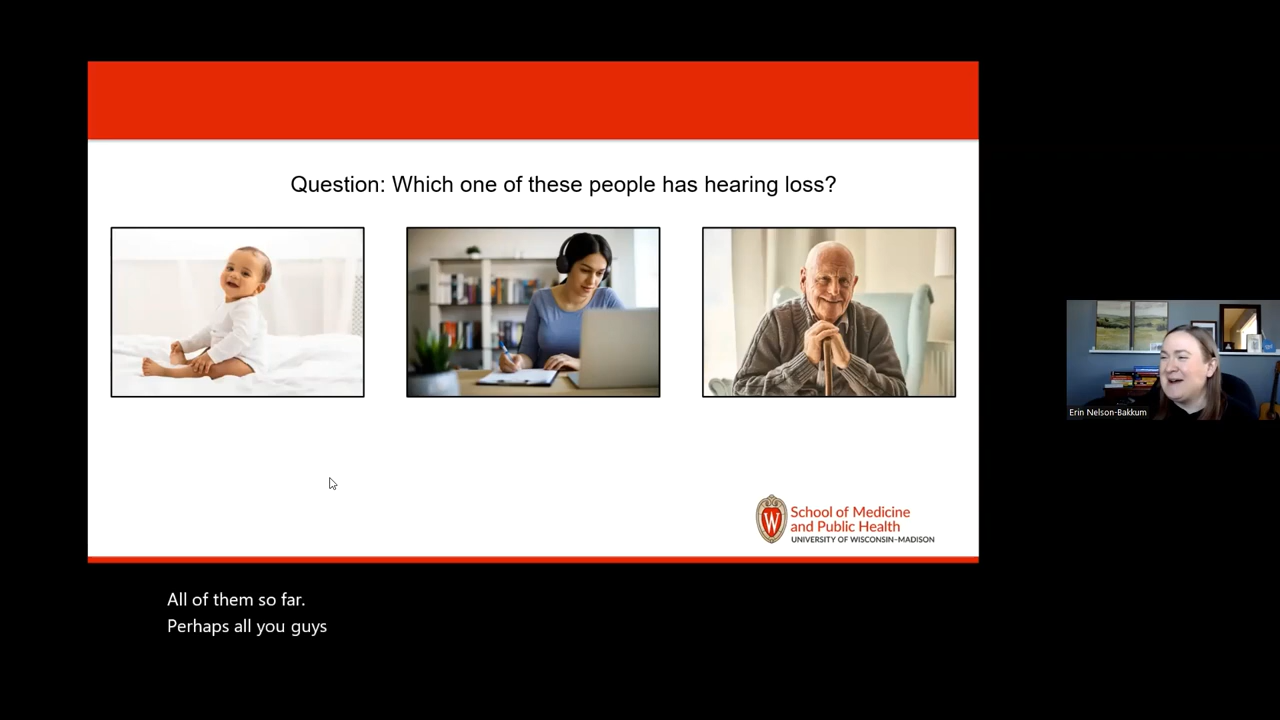 Question: Which one of these people has hearing loss?
W
School of Medicine
and Public Health
UNIVERSITY OF WISCONSIN–MADISON
Erin Nelson-Bakkum
All of them so far.
Perhaps all you guys